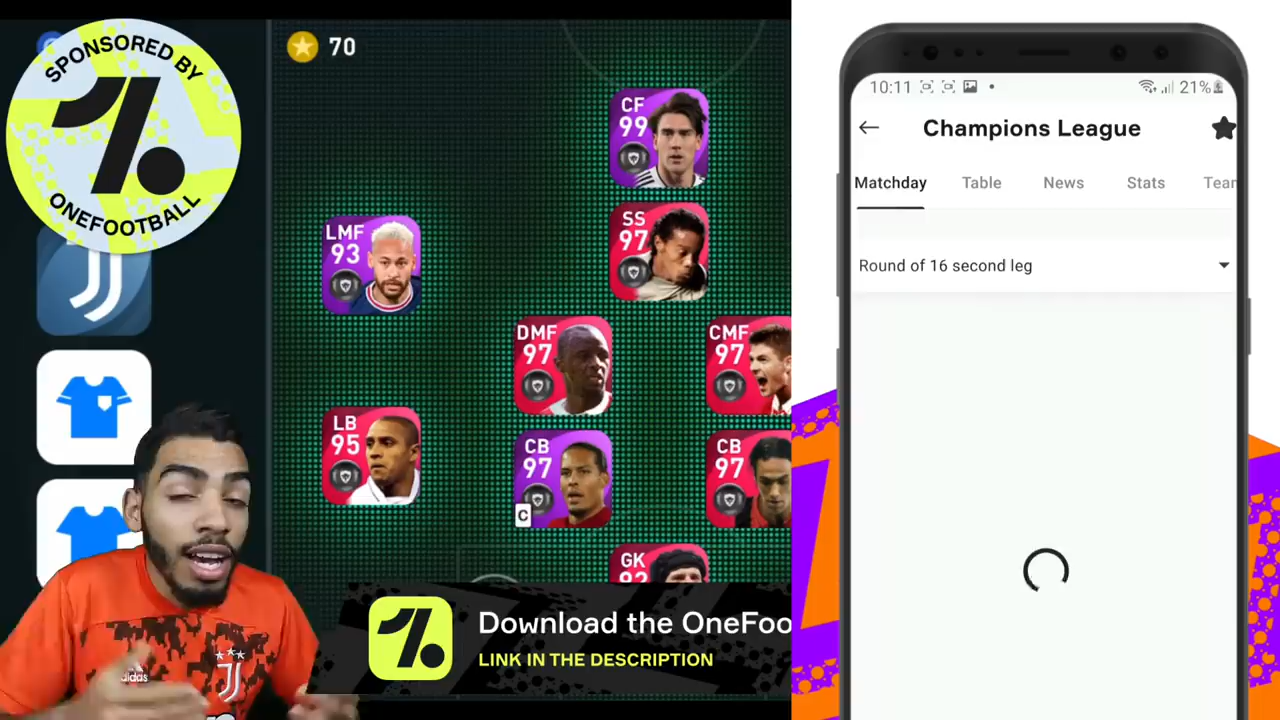 SPONSORED BY
ONEFOOTBALL
70
CF
99
SS
97
LMF
93
DMF
97
CMF
97
LB
95
CB
97
C
CB
97
GK
adidas
Download the OneFoo
LINK IN THE DESCRIPTION
10:11
21%
Champions League
Matchday Table News Stats Tean
Round of 16 second leg